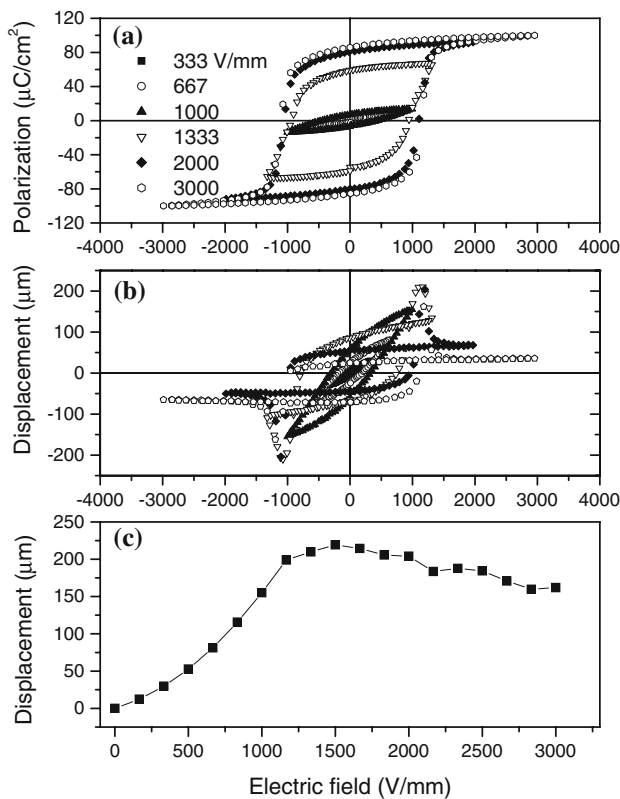 (a)
333 V/mm
667
1000
1333
2000
3000
Polarization (μC/cm²)
120
80
40
0
-40
-80
-120
-4000 -3000 -2000 -1000 0 1000 2000 3000 4000
(b)
Displacement (μm)
200
100
0
-100
-200
-4000 -3000 -2000 -1000 0 1000 2000 3000 4000
(c)
Displacement (μm)
250
200
150
100
50
0
0 500 1000 1500 2000 2500 3000
Electric field (V/mm)